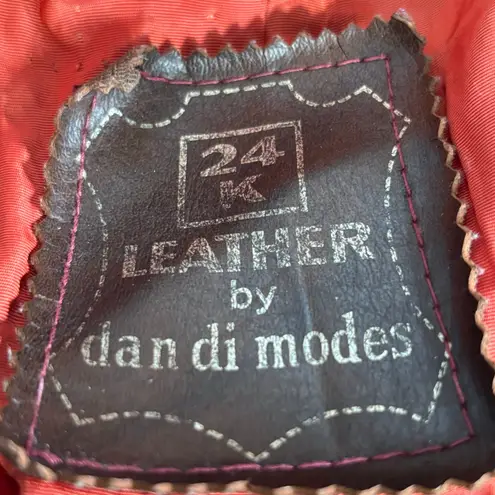 24
K
LEATHER
by
dan di modes